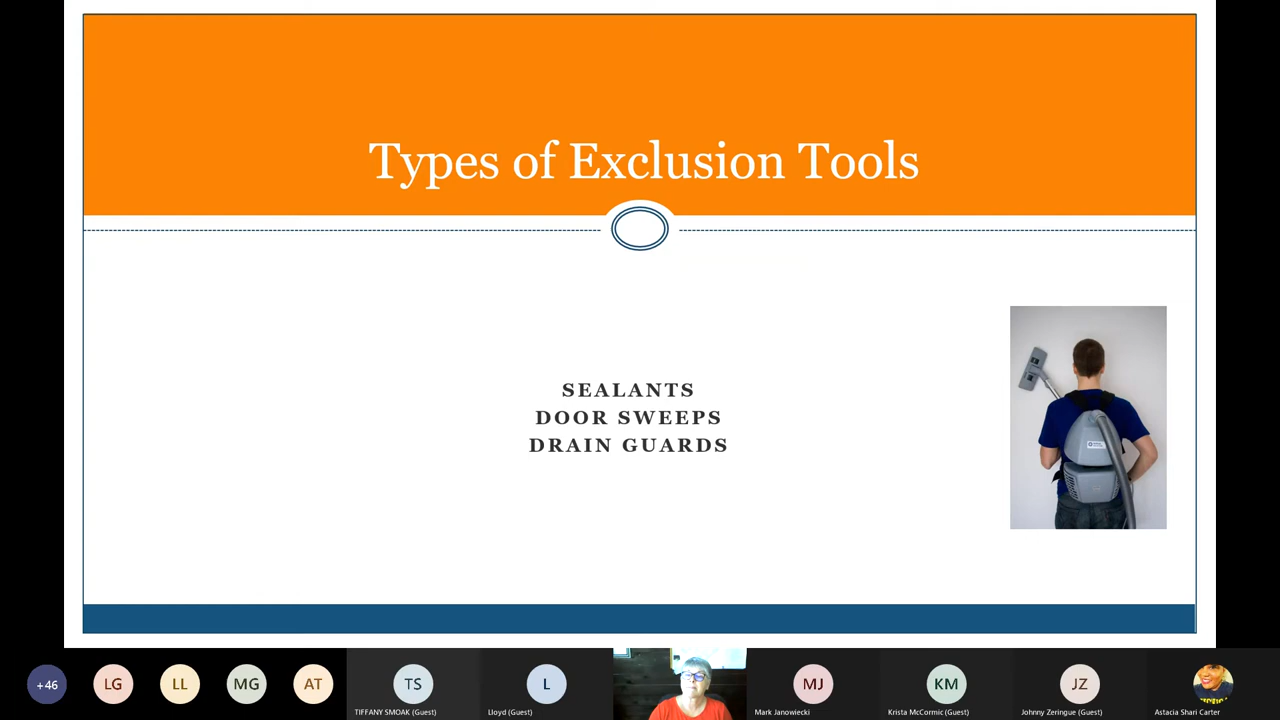 Types of Exclusion Tools
SEALANTS
DOOR SWEEPS
DRAIN GUARDS
+46
LG
LL
MG
AT
TS
L
MJ
KM
JZ
TIFFANY SMOAK (Guest)
Lloyd (Guest)
Mark Janowiecki
Krista McCormic (Guest)
Johnny Zeringue (Guest)
Astacia Shari Carter